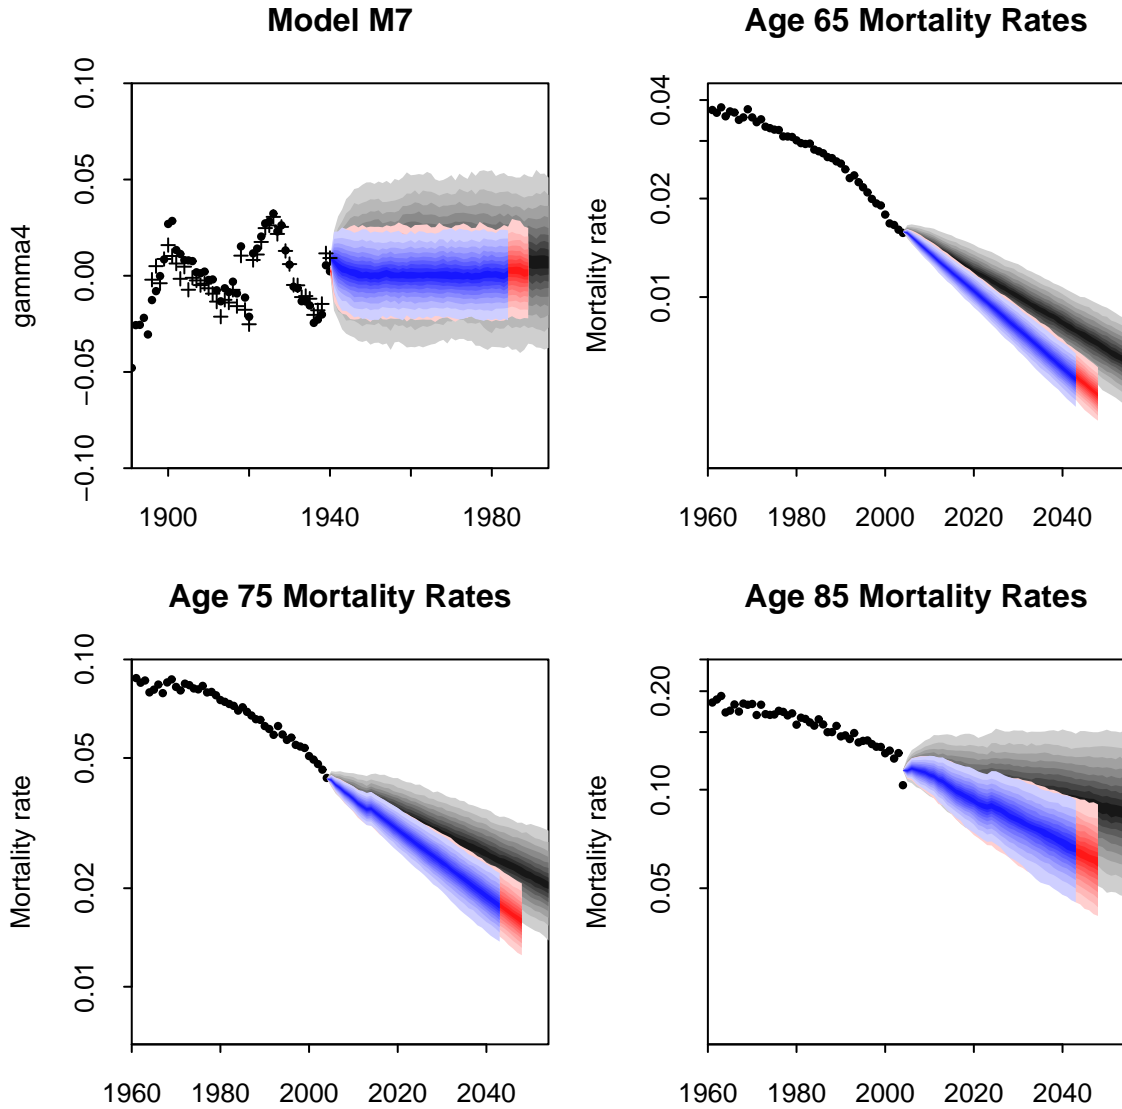 Model M7
gamma4
0.10
0.05
0.00
−0.05
−0.10
1900 1940 1980
Age 65 Mortality Rates
Mortality rate
0.04
0.02
0.01
1960 1980 2000 2020 2040
Age 75 Mortality Rates
Mortality rate
0.10
0.05
0.02
0.01
1960 1980 2000 2020 2040
Age 85 Mortality Rates
Mortality rate
0.20
0.10
0.05
1960 1980 2000 2020 2040